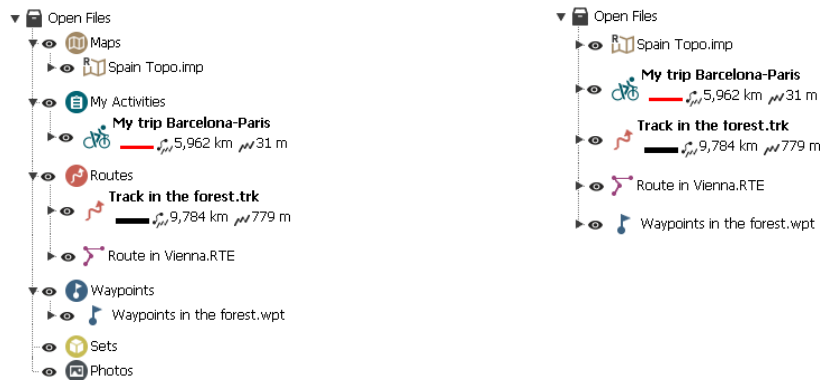 Open Files
Maps
R
Spain Topo.imp
My Activities
My trip Barcelona-Paris
5,962 km 31 m
Routes
Track in the forest.trk
9,784 km 779 m
Route in Vienna.RTE
Waypoints
Waypoints in the forest.wpt
Sets
Photos
Open Files
R
Spain Topo.imp
My trip Barcelona-Paris
5,962 km 31 m
Track in the forest.trk
9,784 km 779 m
Route in Vienna.RTE
Waypoints in the forest.wpt